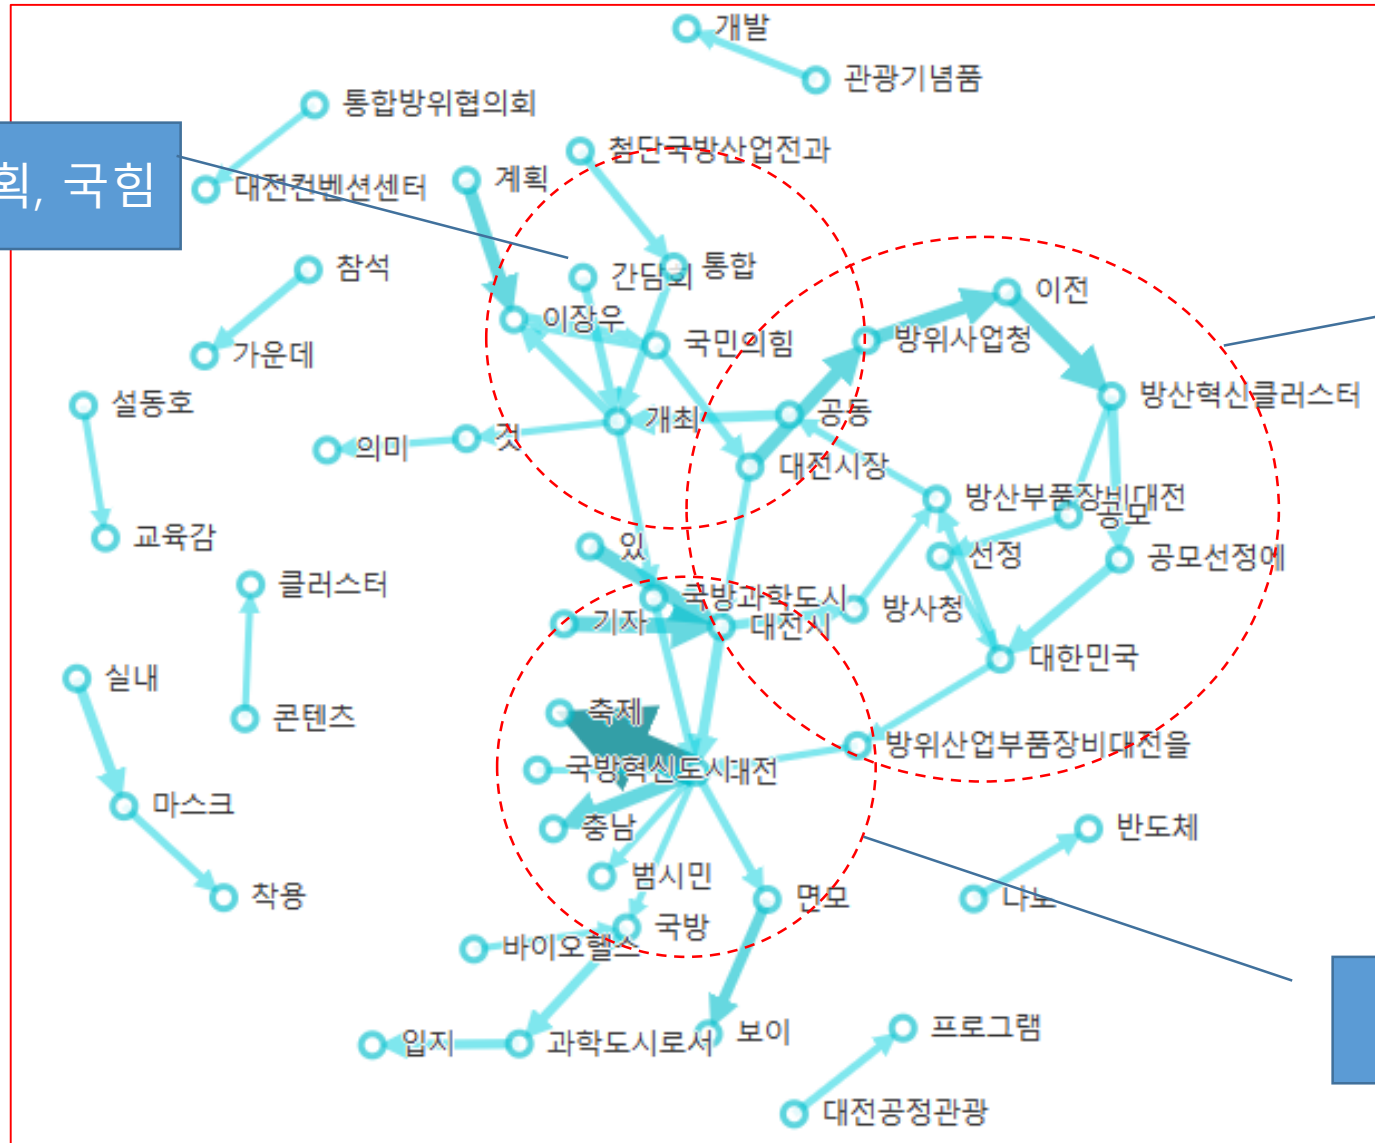 개발
관광기념품
통합방위협의회
획, 국힘
첨단국방산업전과
대전컨벤션센터
계획
참석
간담회
통합
이전
이장우
국민의힘
방위사업청
가운데
설동호
방산혁신클러스터
공동
개최
의미
것
대전시장
방산부품장비대전
공모
교육감
있
선정
공모선정에
클러스터
국방과학도시
방사청
기자
대전시
대한민국
실내
콘텐츠
축제
방위산업부품장비대전을
국방혁신도시
대전
마스크
충남
반도체
범시민
착용
면모
나노
국방
바이오헬스
프로그램
보이
입지
과학도시로서
대전공정관광